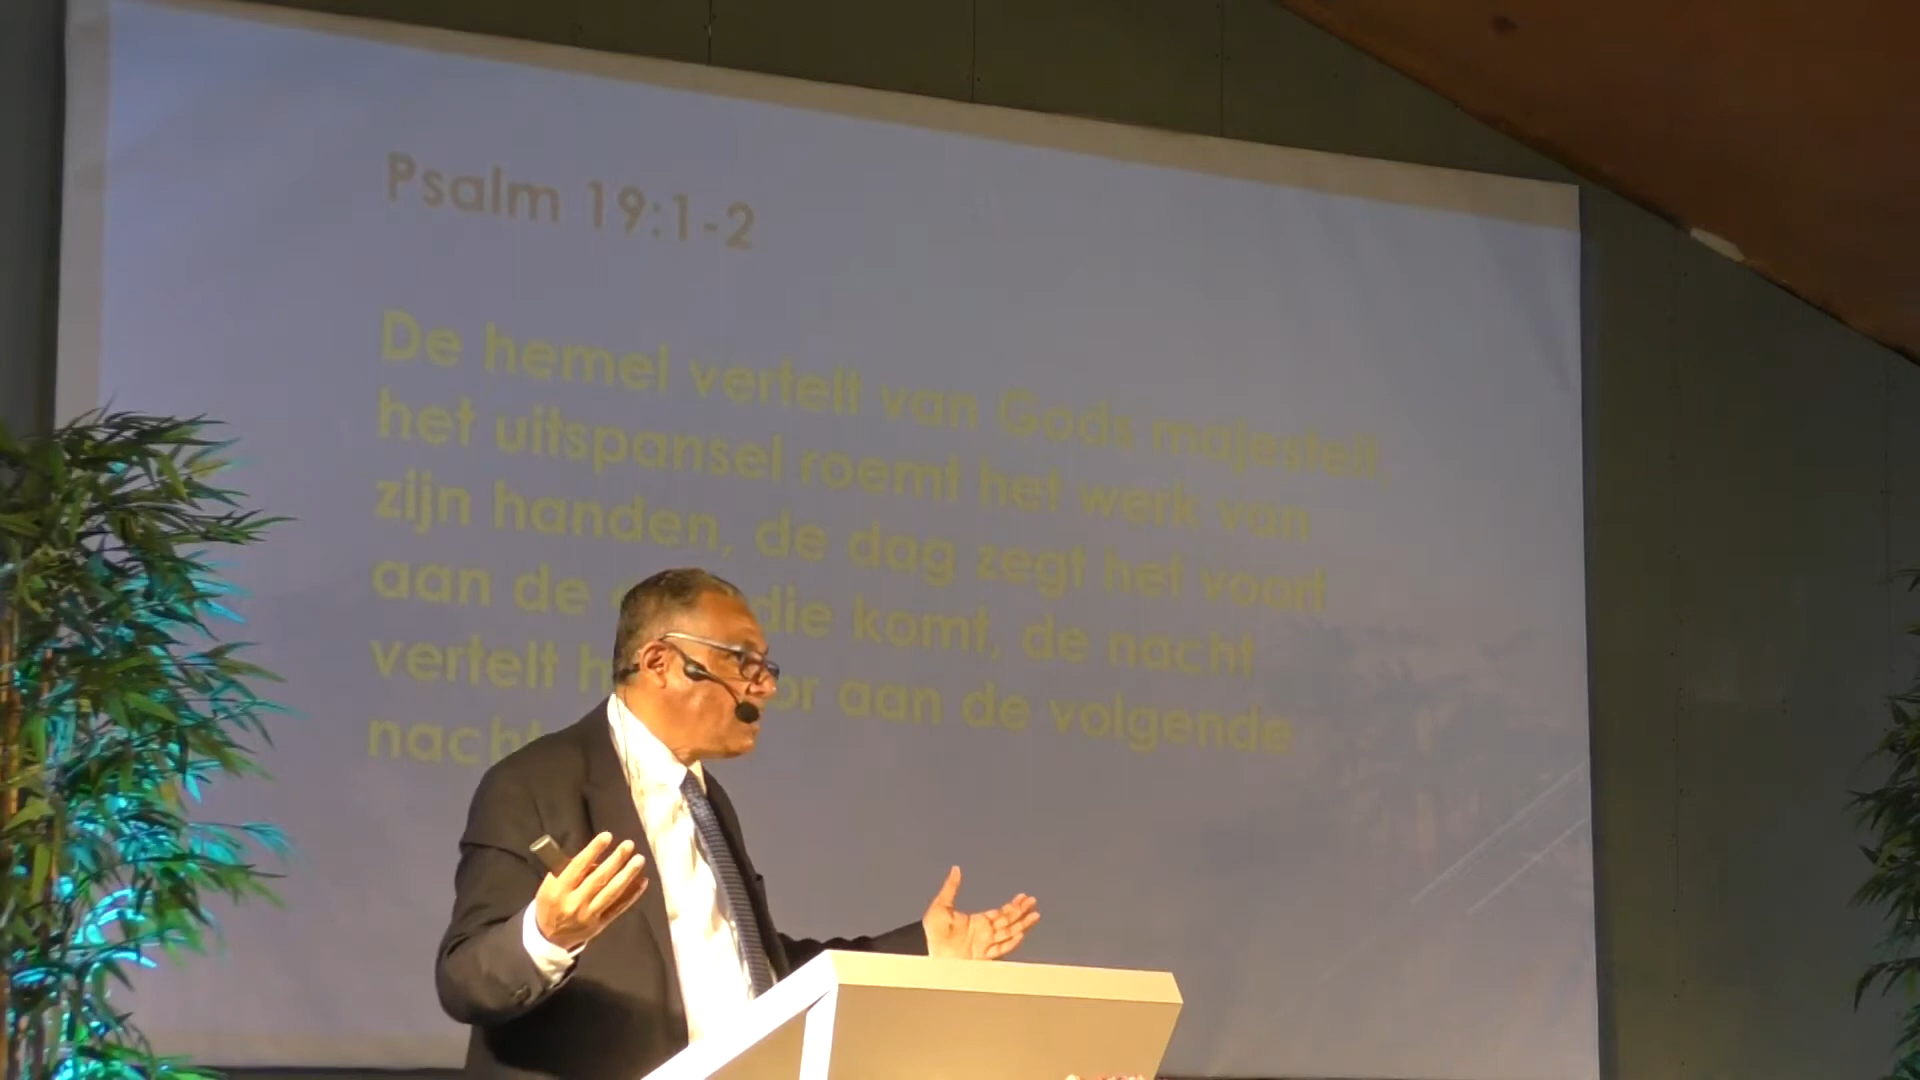 Psalm 19:1-2
De hemel vertelt van Gods majesteit,
het uitspansel roemt het werk van
zijn handen, de dag zegt het voort
aan de die komt, de nacht
vertelt aan de volgende
nacht